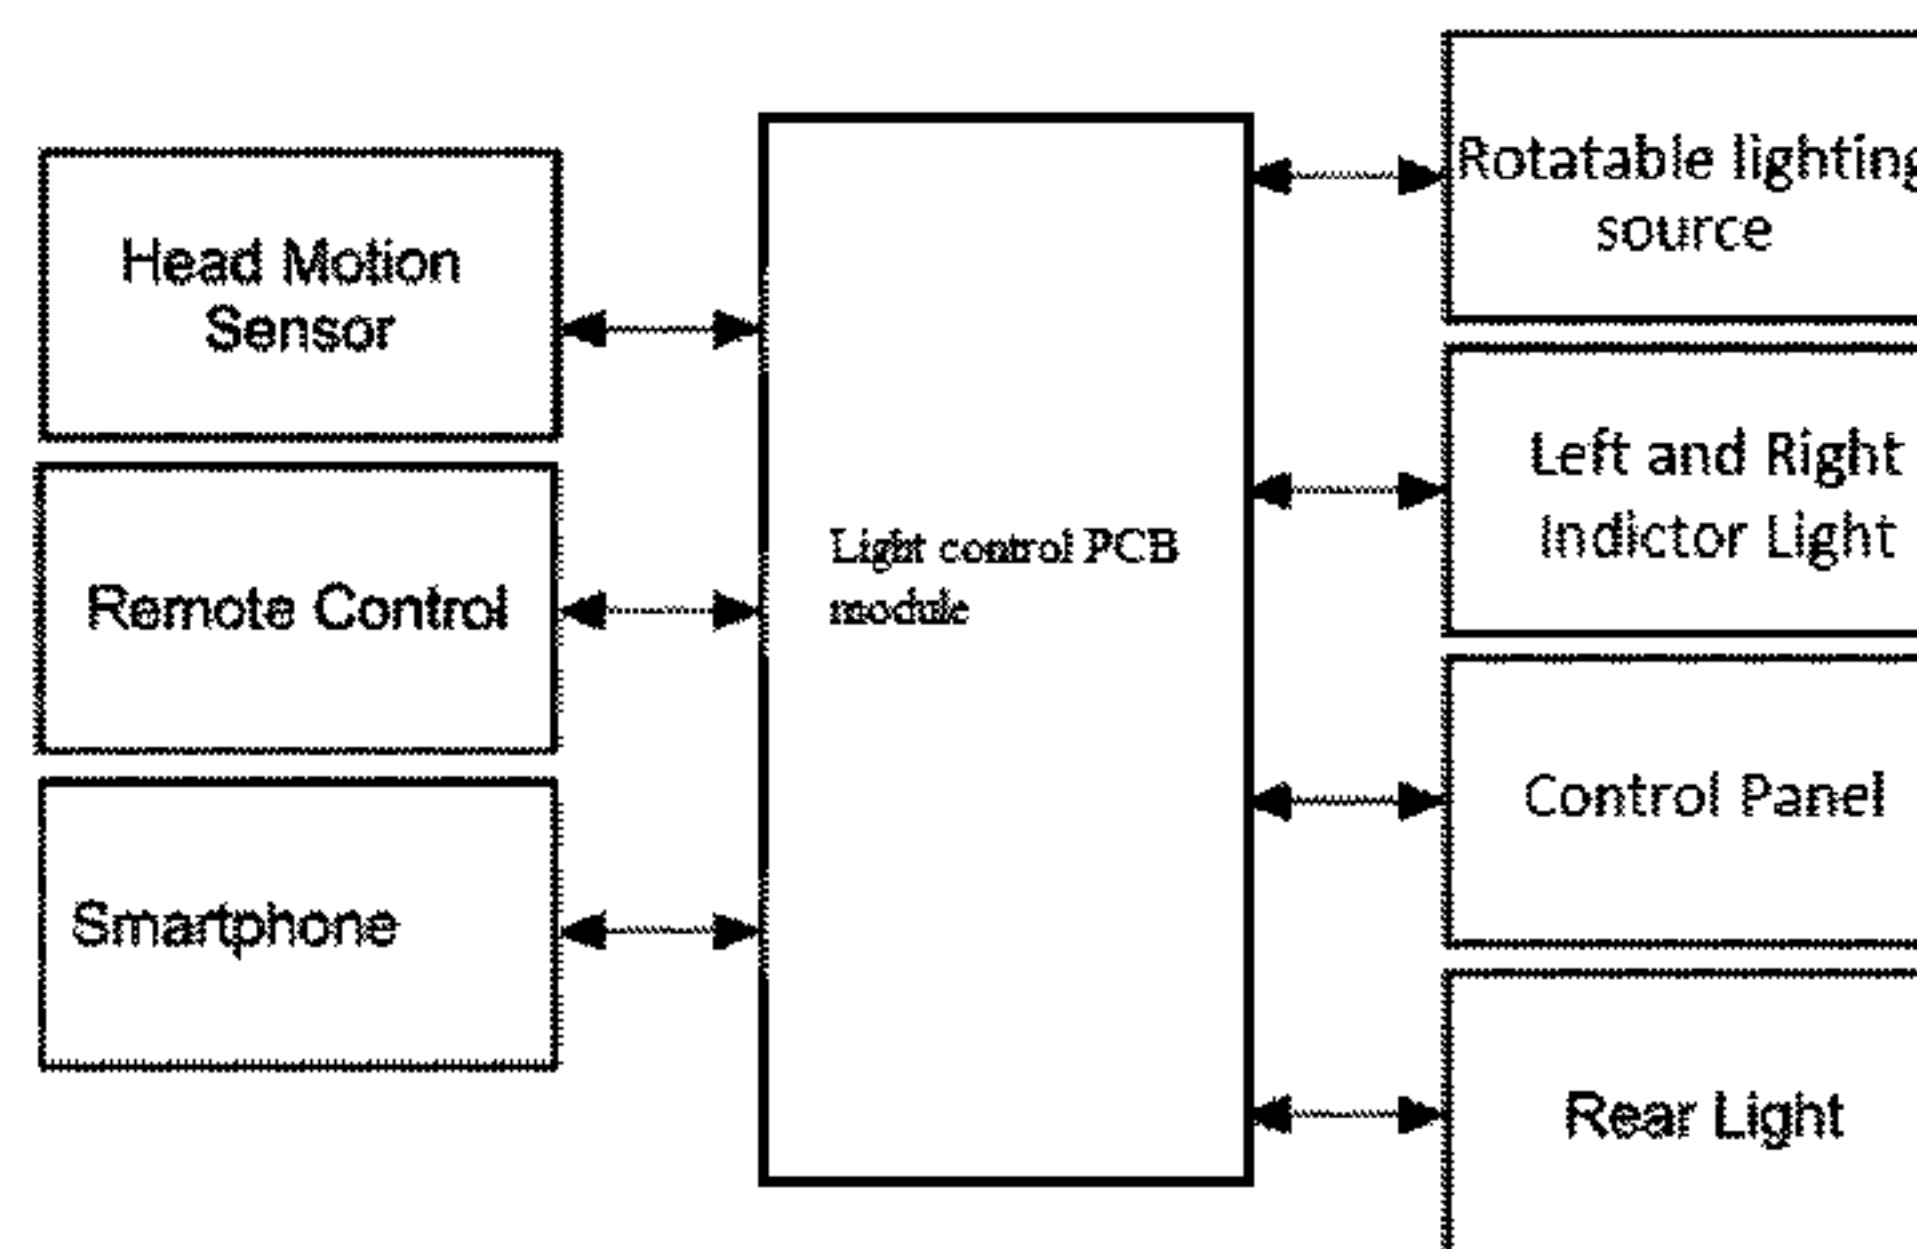 Head Motion
Sensor
Remote Control
Smartphone
Light control PCB
module
Rotatable lighting
source
Left and Right
Indictor Light
Control Panel
Rear Light